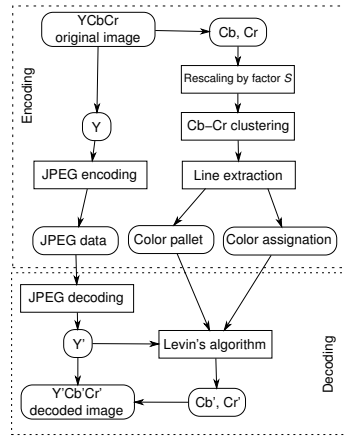 YCbCr
original image
Cb, Cr
Rescaling by factor S
Encoding
Y
Cb−Cr clustering
JPEG encoding
Line extraction
JPEG data
Color pallet
Color assignation
JPEG decoding
Y'
Levin's algorithm
Decoding
Y'Cb'Cr'
decoded image
Cb', Cr'